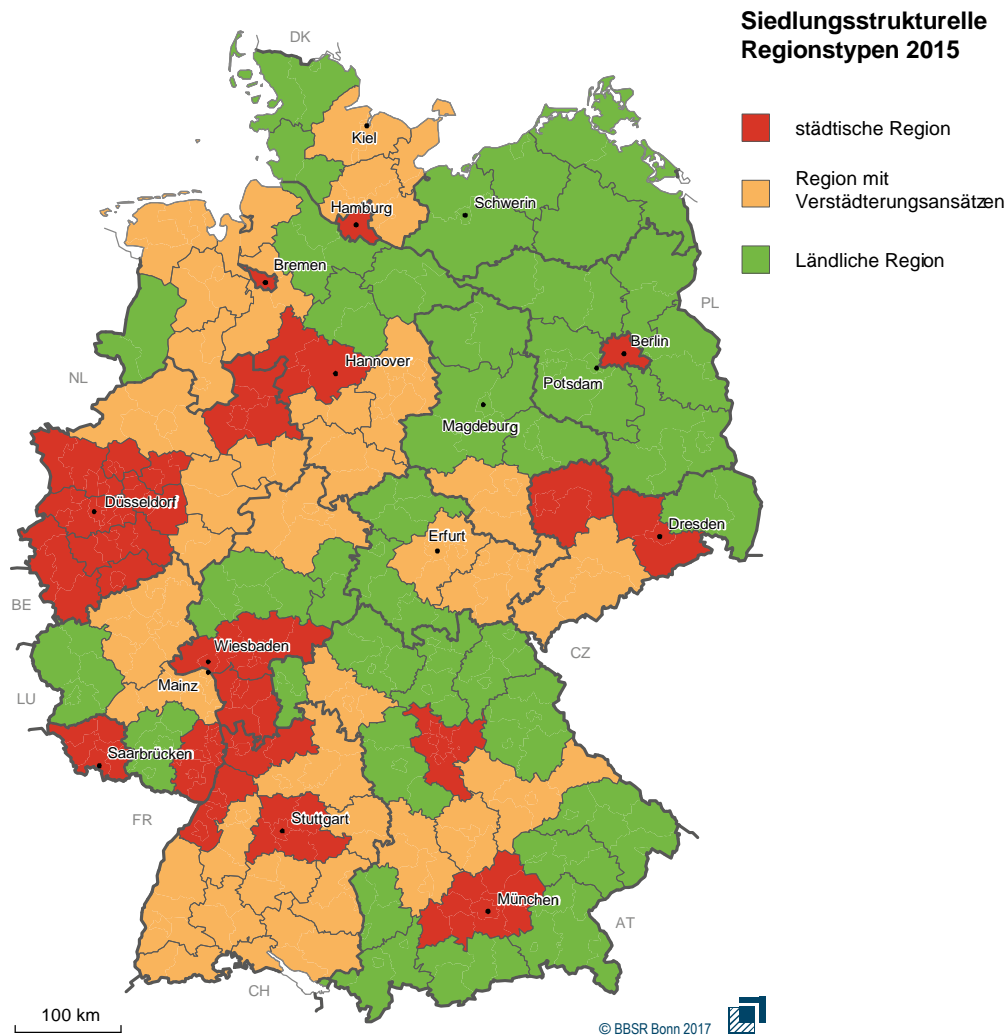 Siedlungsstrukturelle
Regionstypen 2015
städtische Region
Region mit
Verstädterungsansätzen
Ländliche Region
DK
Kiel
Schwerin
Hamburg
Bremen
PL
Berlin
Hannover
NL
Potsdam
Magdeburg
Düsseldorf
Dresden
Erfurt
BE
Wiesbaden
CZ
Mainz
LU
Saarbrücken
FR
Stuttgart
München
AT
CH
100 km
© BBSR Bonn 2017